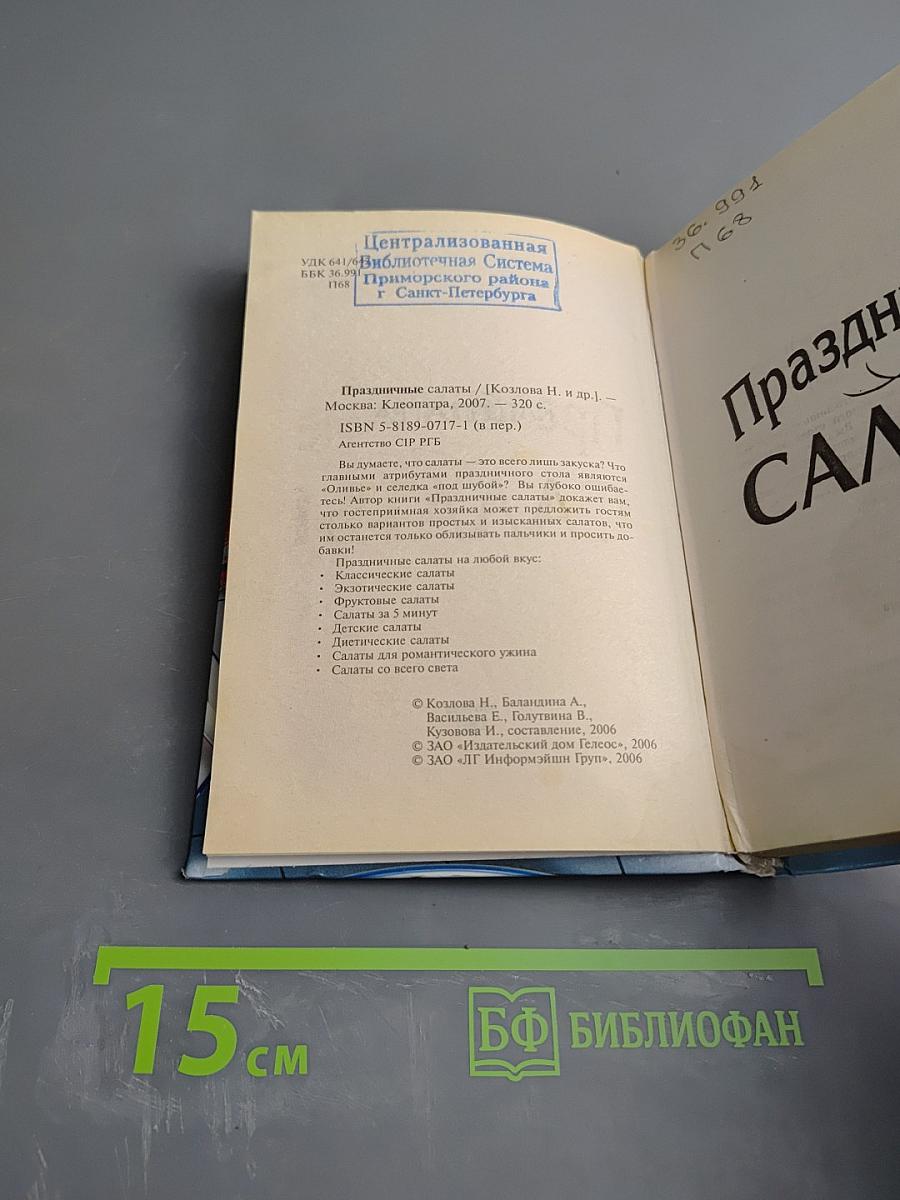 Централизованная
Библиотечная Система
Приморского района
г Санкт-Петербурга
УДК 641/64
ББК 36.991
П68
Праздничные салаты / [Козлова Н. и др.]. —
Москва: Клеопатра, 2007. — 320 с.
ISBN 5-8189-0717-1 (в пер.)
Агентство CIP РГБ
Вы думаете, что салаты — это всего лишь закуска? Что
главными атрибутами праздничного стола являются
«Оливье» и селедка «под шубой»? Вы глубоко ошибае-
тесь! Автор книги «Праздничные салаты» докажет вам,
что гостеприимная хозяйка может предложить гостям
столько вариантов простых и изысканных салатов, что
им останется только облизывать пальчики и просить до-
бавки!
Праздничные салаты на любой вкус:
• Классические салаты
• Экзотические салаты
• Фруктовые салаты
• Салаты за 5 минут
• Детские салаты
• Диетические салаты
• Салаты для романтического ужина
• Салаты со всего света
© Козлова Н., Баландина А.,
Васильева Е., Голутвина В.,
Кузовова И., составление, 2006
© ЗАО «Издательский дом Гелеос», 2006
© ЗАО «ЛГ Информэйшн Груп», 2006
36.991
П68
Праздн
САЛ
15 см
БФ БИБЛИОФАН